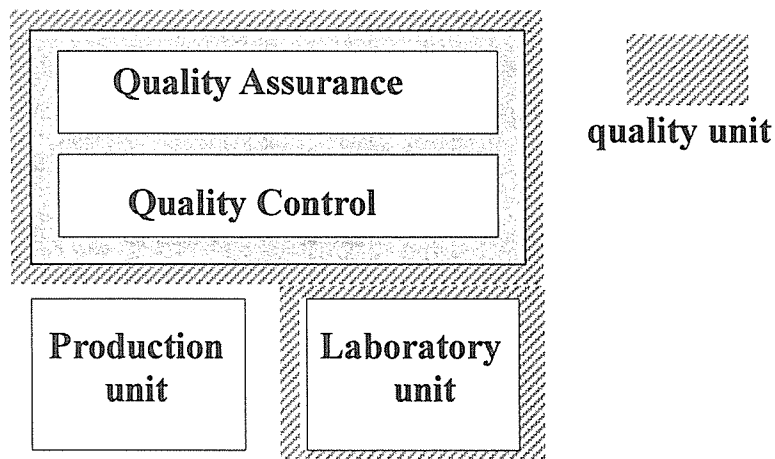 Quality Assurance
quality unit
Quality Control
Production
unit
Laboratory
unit